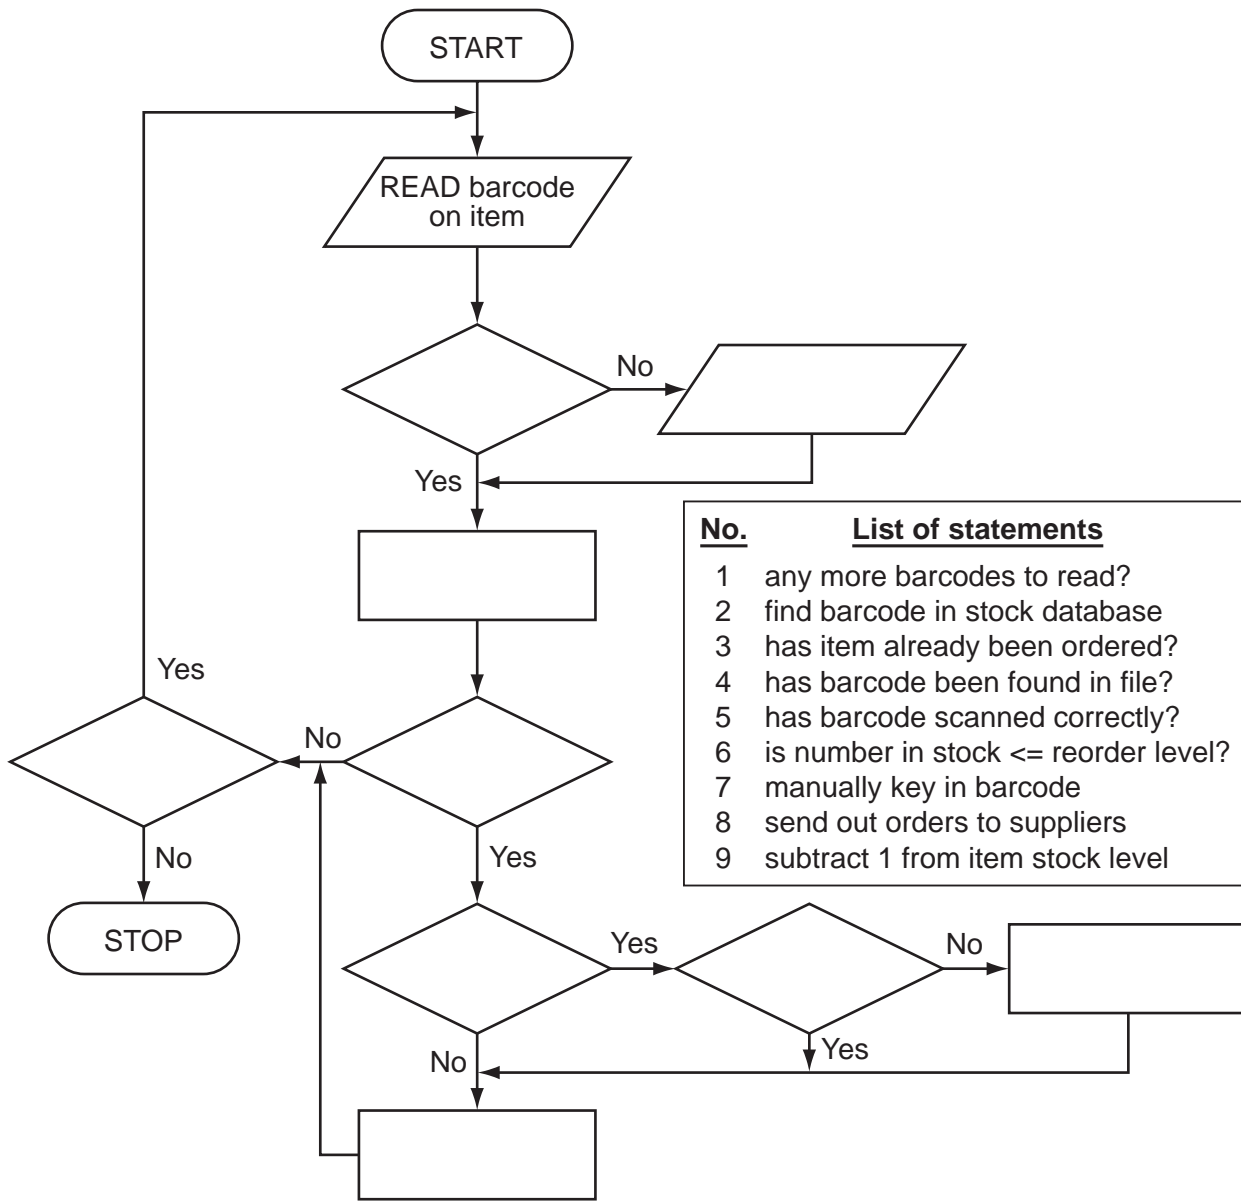 START
READ barcode
on item
No
Yes
No. List of statements
1 any more barcodes to read?
2 find barcode in stock database
3 has item already been ordered?
4 has barcode been found in file?
5 has barcode scanned correctly?
6 is number in stock <= reorder level?
7 manually key in barcode
8 send out orders to suppliers
9 subtract 1 from item stock level
Yes
No
No
Yes
STOP
Yes
No
No
Yes